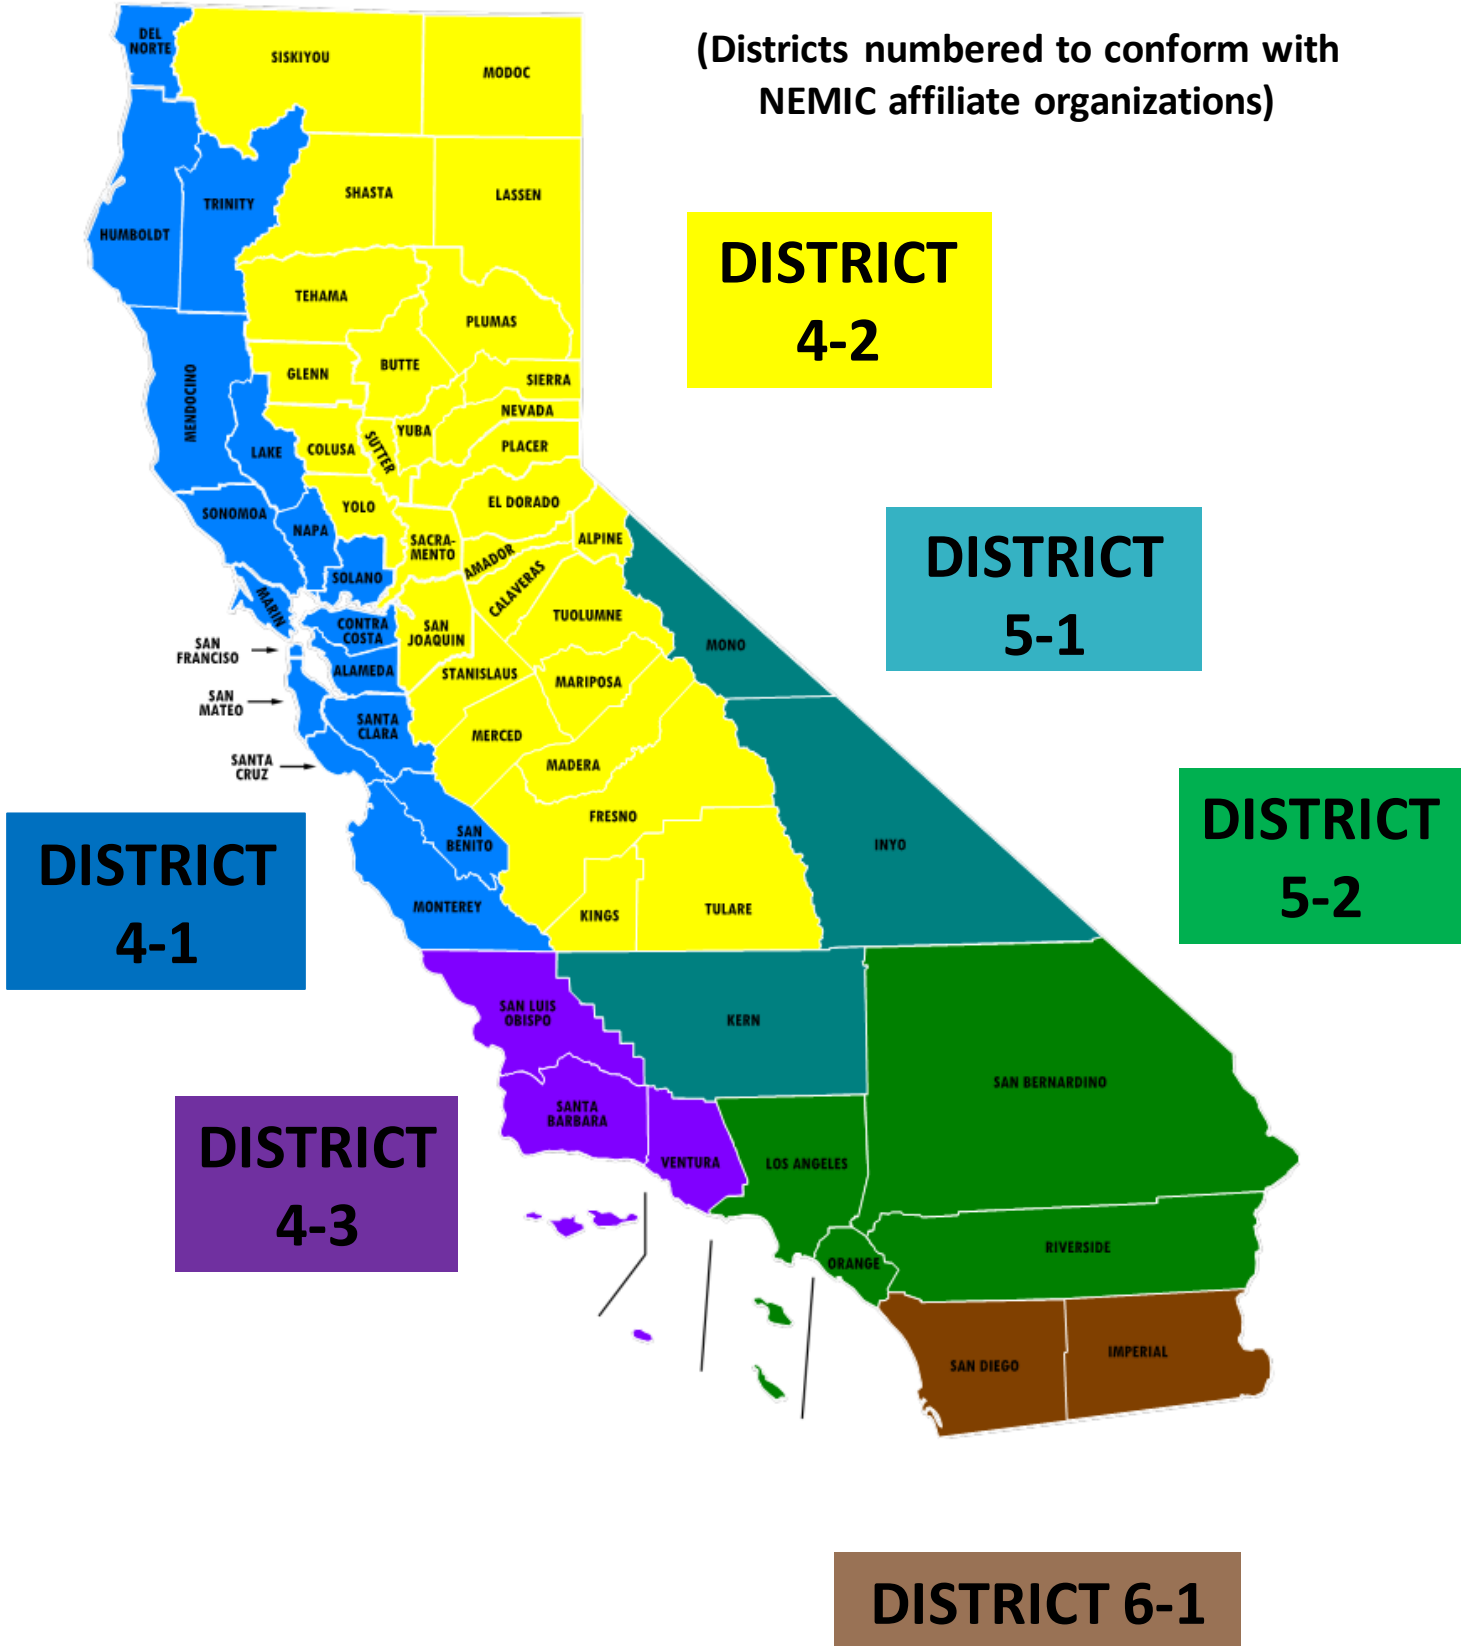 (Districts numbered to conform with
NEMIC affiliate organizations)
DEL
NORTE
SISKIYOU
MODOC
HUMBOLDT
TRINITY
SHASTA
LASSEN
DISTRICT
4-2
TEHAMA
PLUMAS
GLENN
BUTTE
SIERRA
MENDOCINO
NEVADA
LAKE
COLUSA
SUTTER
YUBA
PLACER
SONOMOA
NAPA
YOLO
EL DORADO
SACRA-
MENTO
AMADOR
ALPINE
DISTRICT
5-1
SOLANO
CALAVERAS
MARIN
CONTRA
COSTA
SAN
JOAQUIN
TUOLUMNE
MONO
SAN
FRANCISO
ALAMEDA
STANISLAUS
MARIPOSA
SAN
MATEO
SANTA
CLARA
MERCED
SANTA
CRUZ
MADERA
FRESNO
DISTRICT
5-2
SAN
BENITO
INYO
DISTRICT
4-1
MONTEREY
KINGS
TULARE
SAN LUIS
OBISPO
KERN
SAN BERNARDINO
SANTA
BARBARA
DISTRICT
4-3
VENTURA
LOS ANGELES
ORANGE
RIVERSIDE
SAN DIEGO
IMPERIAL
DISTRICT 6-1